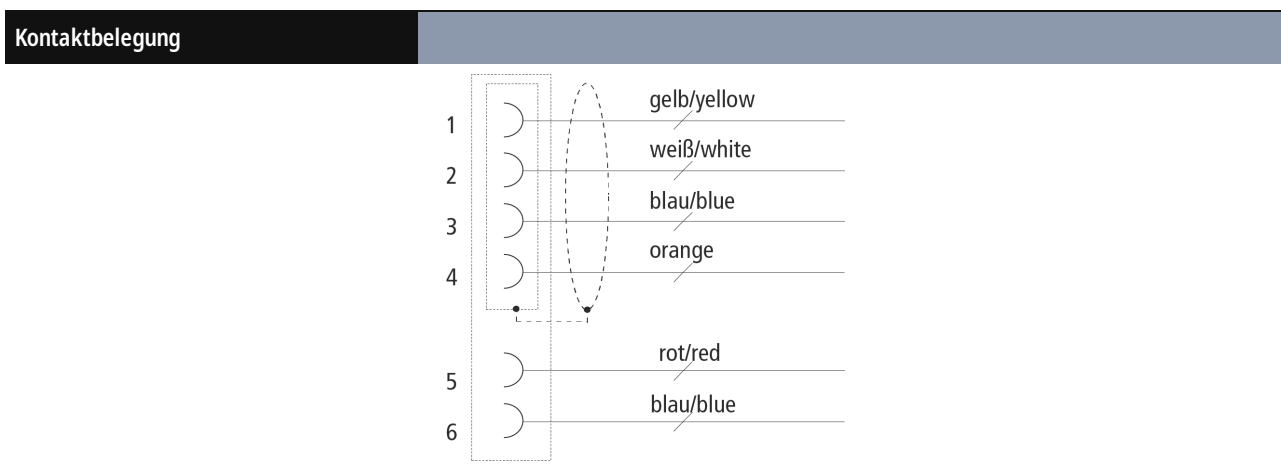 Kontaktbelegung
gelb/yellow
1
weiß/white
2
blau/blue
3
orange
4
rot/red
5
blau/blue
6